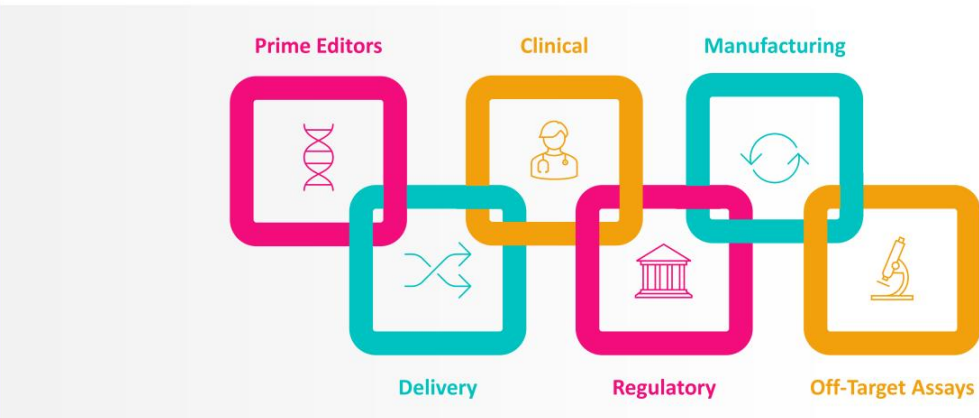 Prime Editors
Clinical
Manufacturing
Delivery
Regulatory
Off-Target Assays